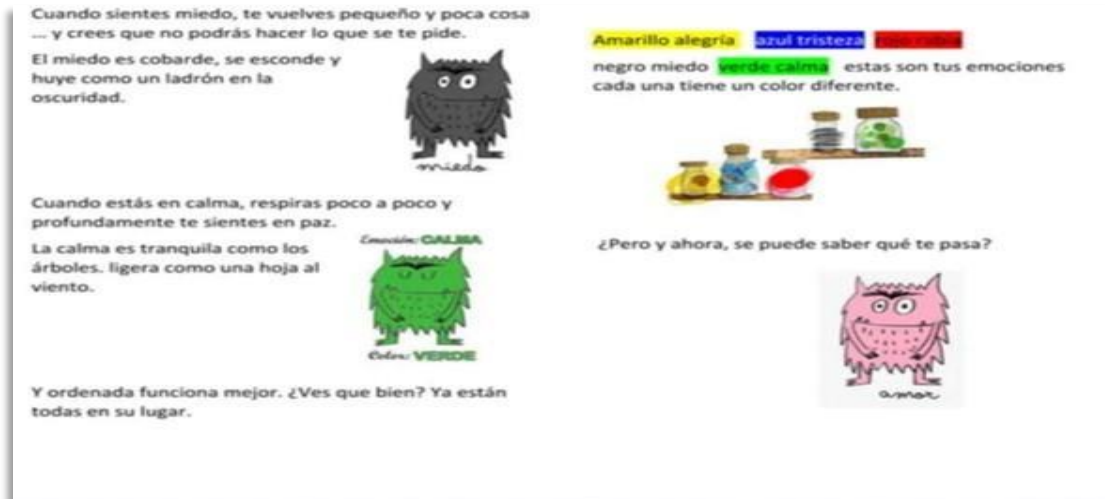 Cuando sientes miedo, te vuelves pequeño y poca cosa
... y crees que no podrás hacer lo que se te pide.
El miedo es cobarde, se esconde y
huye como un ladrón en la
oscuridad.
miedo
Cuando estás en calma, respiras poco a poco y
profundamente te sientes en paz.
La calma es tranquila como los
árboles. ligera como una hoja al
viento.
Emoción: CALMA
Color: VERDE
Y ordenada funciona mejor. ¿Ves que bien? Ya están
todas en su lugar.
Amarillo alegría azul tristeza rojo rabia
negro miedo verde calma estas son tus emociones
cada una tiene un color diferente.
¿Pero y ahora, se puede saber qué te pasa?
amor